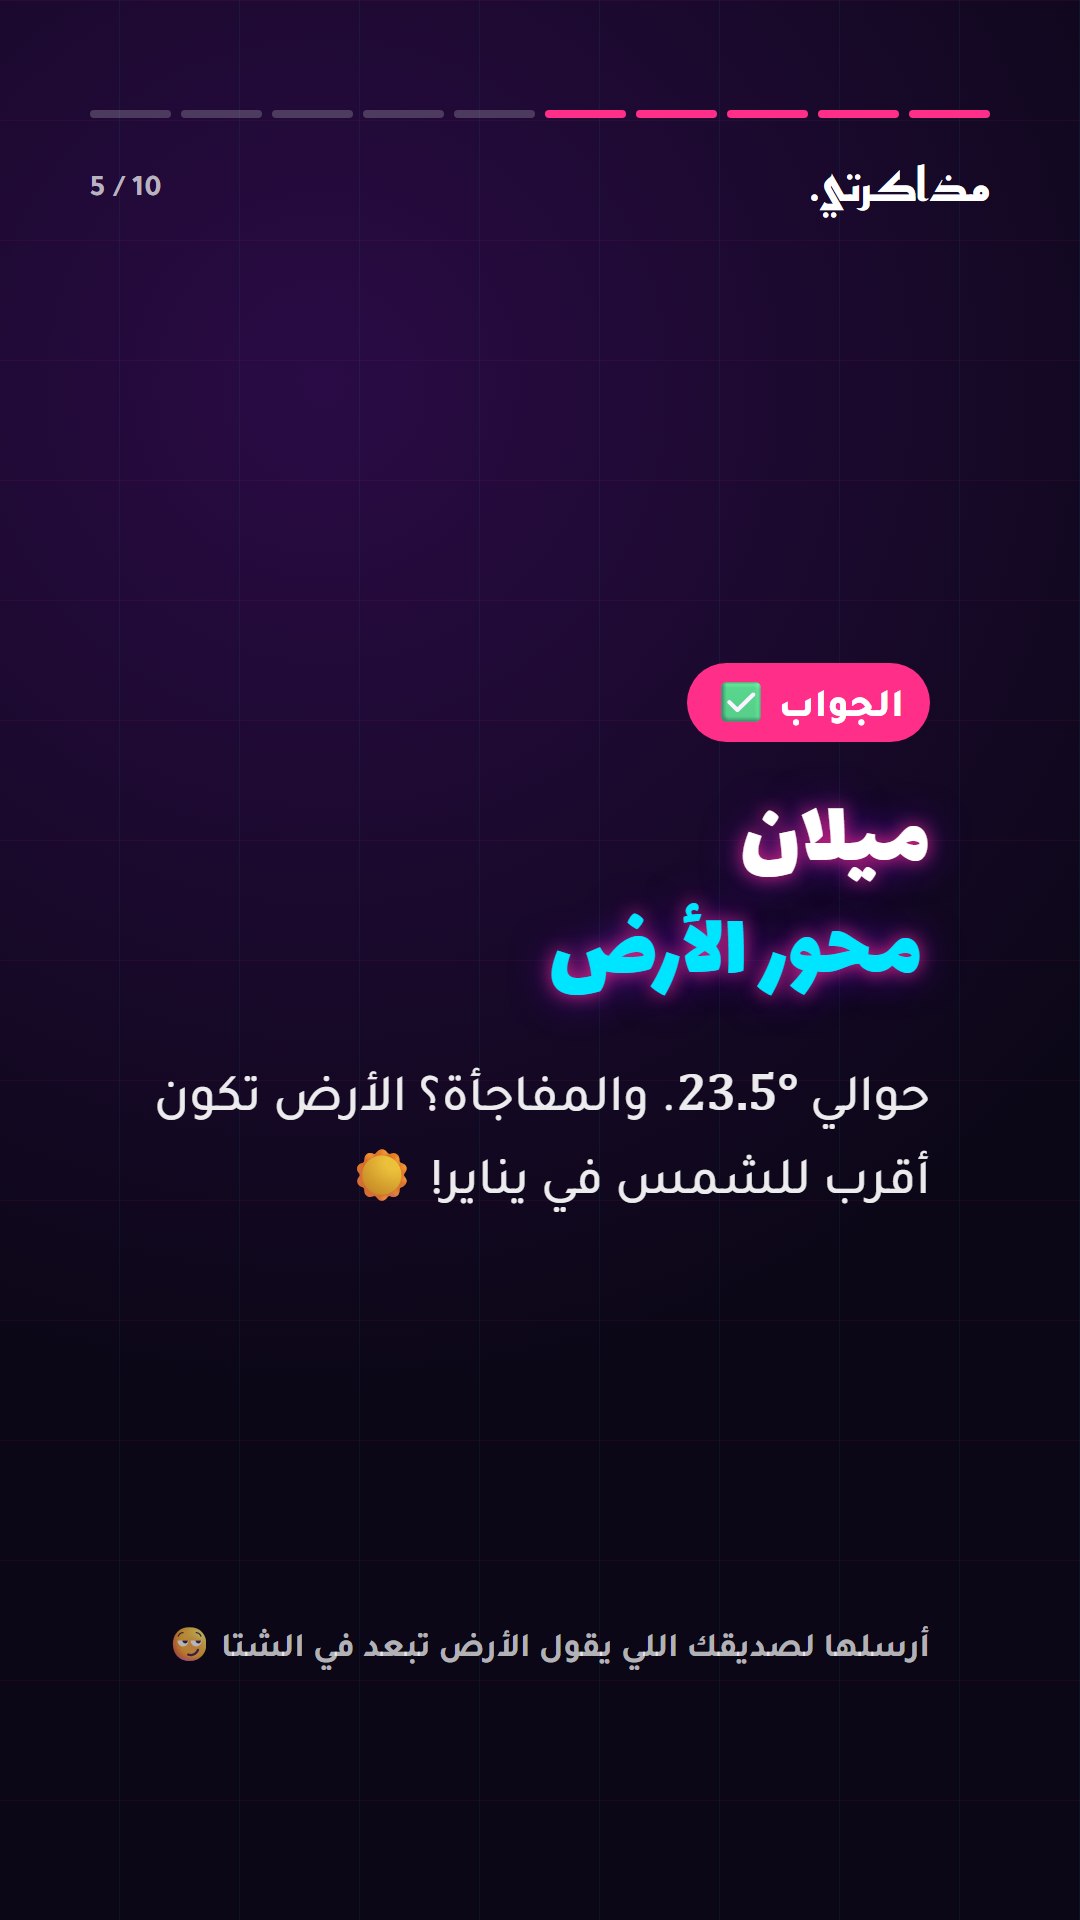 مذاكرتي.
5 / 10
الجواب ✅
ميلان
محور الأرض
حوالي 23.5°. والمفاجأة؟ الأرض تكون
أقرب للشمس في يناير! ☀️
أرسلها لصديقك اللي يقول الأرض تبعد في الشتا 😏